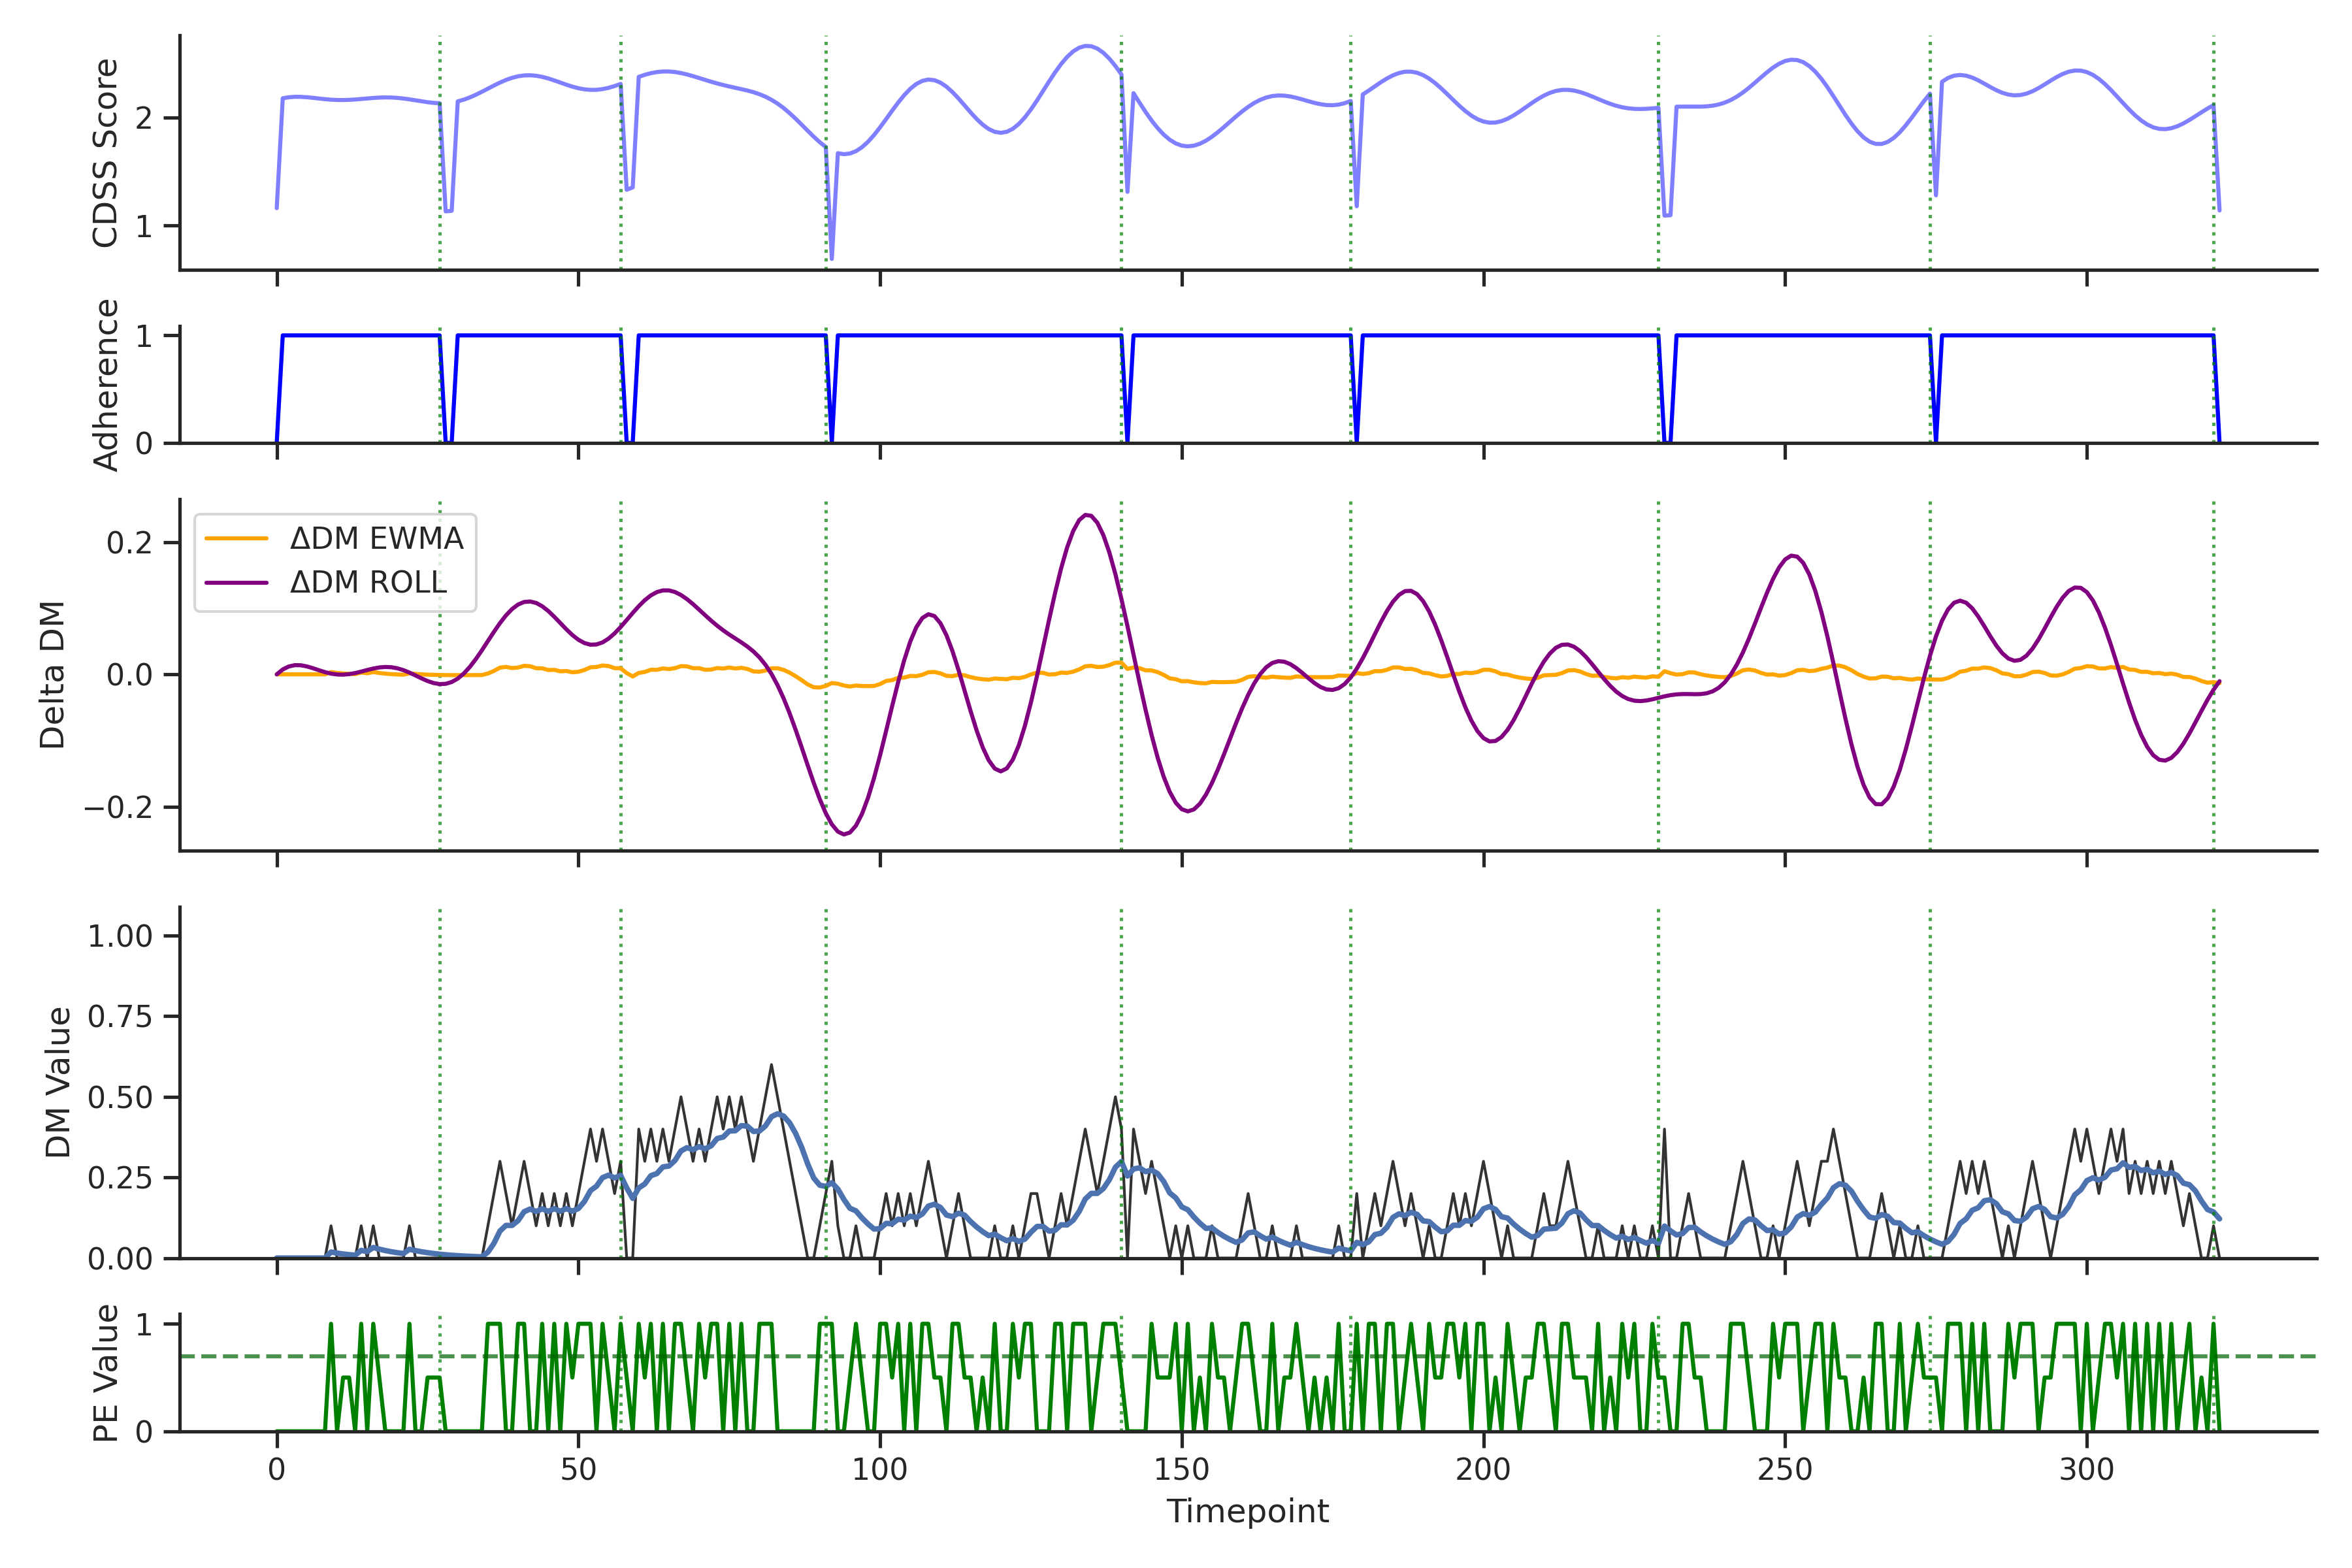 CDSS Score
2
1
Adherence
1
0
Delta DM
ΔDM EWMA
ΔDM ROLL
0.2
0.0
−0.2
DM Value
1.00
0.75
0.50
0.25
0.00
PE Value
1
0
0 50 100 150 200 250 300
Timepoint